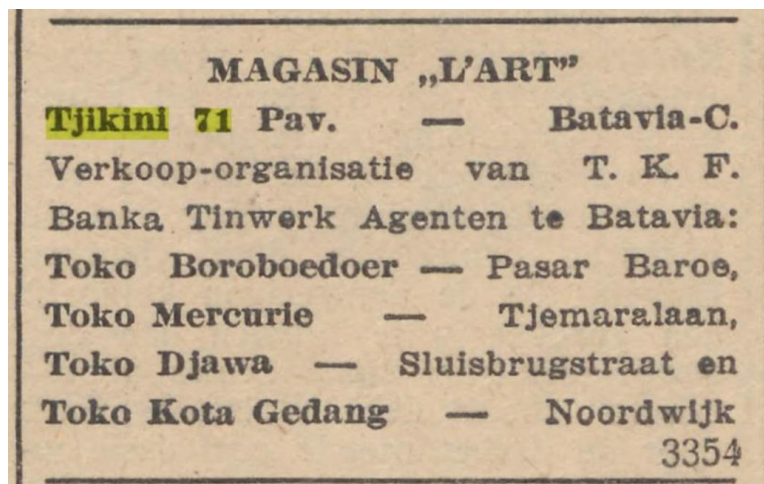 MAGASIN „L’ART”
Tjikini 71 Pav. — Batavia-C.
Verkoop-organisatie van T. K. F.
Banka Tinwerk Agenten te Batavia:
Toko Boroboedoer — Pasar Baroe,
Toko Mercurie — Tjemaralaan,
Toko Djawa — Sluisbrugstraat en
Toko Kota Gedang — Noordwijk
3354